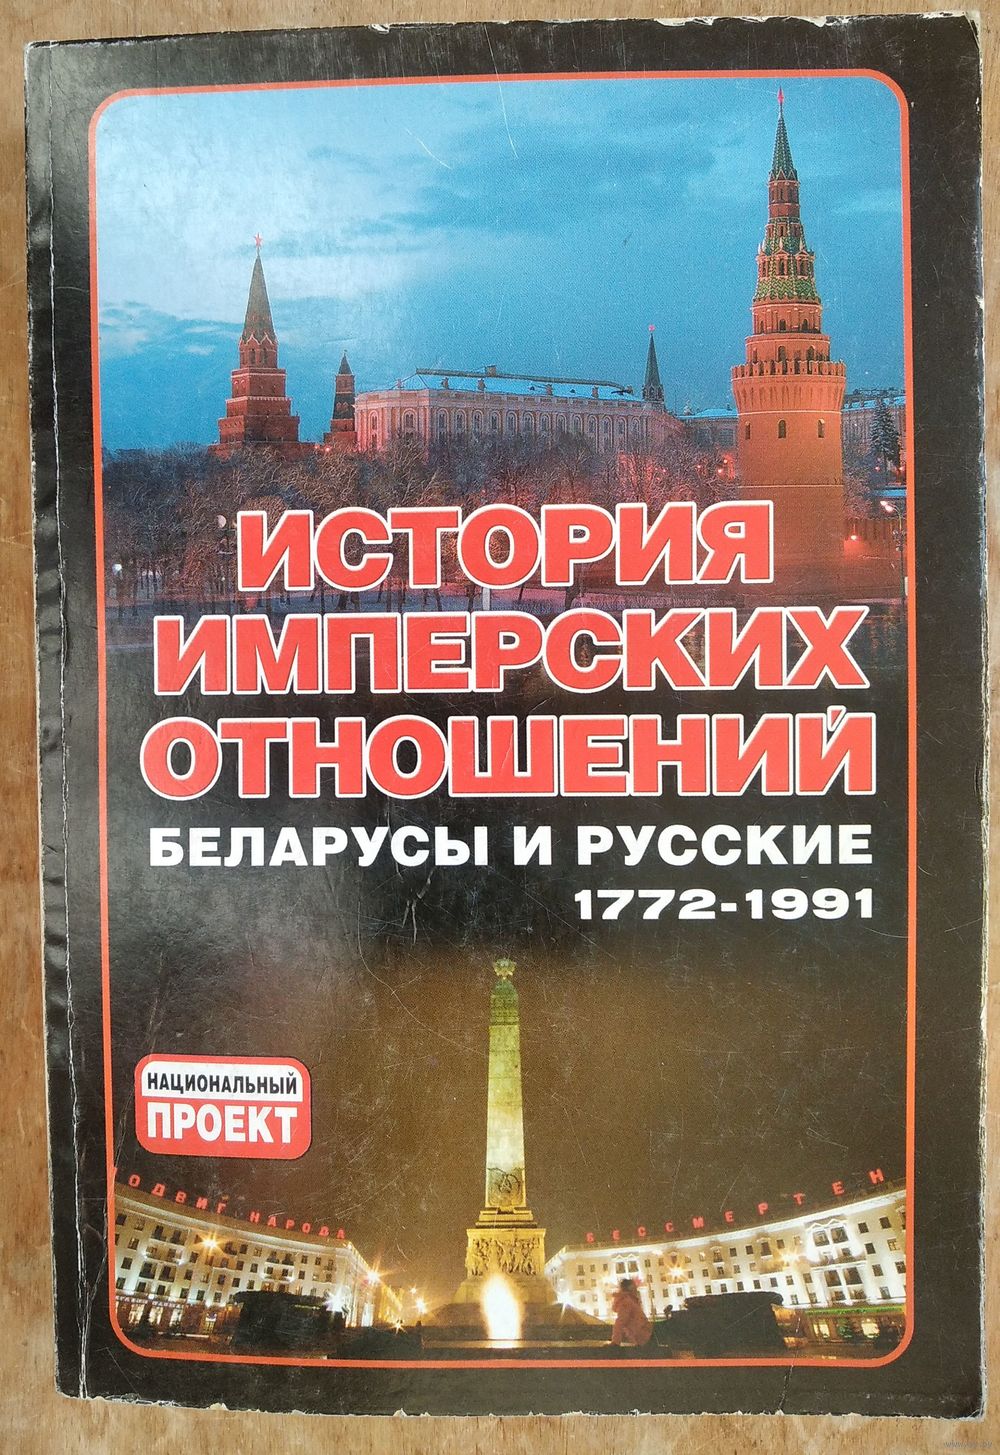 ИСТОРИЯ
ИМПЕРСКИХ
ОТНОШЕНИЙ
БЕЛАРУСЫ И РУССКИЕ
1772-1991
НАЦИОНАЛЬНЫЙ
ПРОЕКТ
ПОДВИГ НАРОДА
БЕССМЕРТЕН